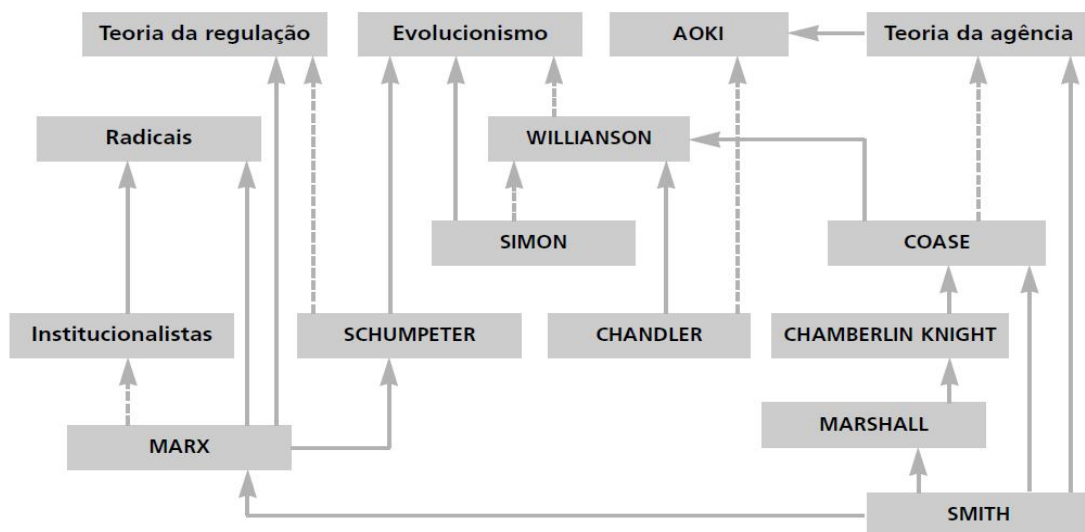 Teoria da regulação
Evolucionismo
AOKI
Teoria da agência
Radicais
WILLIANSON
SIMON
COASE
Institucionalistas
SCHUMPETER
CHANDLER
CHAMBERLIN KNIGHT
MARSHALL
MARX
SMITH